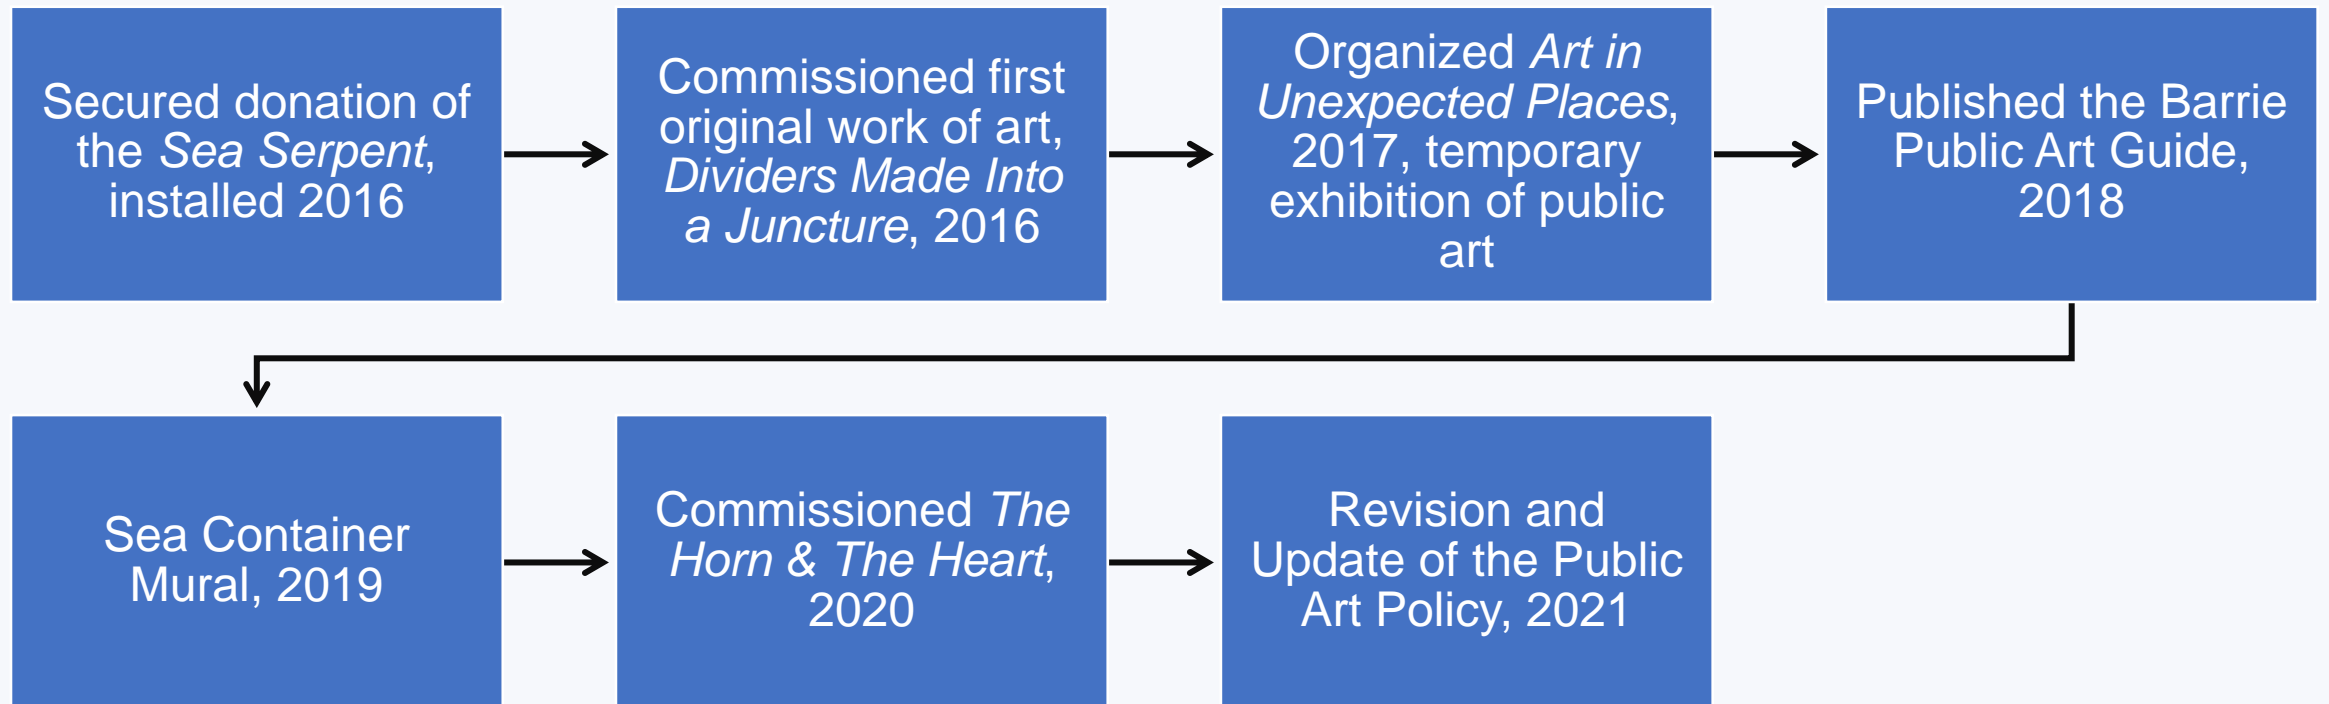 Secured donation of
the Sea Serpent,
installed 2016
Commissioned first
original work of art,
Dividers Made Into
a Juncture, 2016
Organized Art in
Unexpected Places,
2017, temporary
exhibition of public
art
Published the Barrie
Public Art Guide,
2018
Sea Container
Mural, 2019
Commissioned The
Horn & The Heart,
2020
Revision and
Update of the Public
Art Policy, 2021